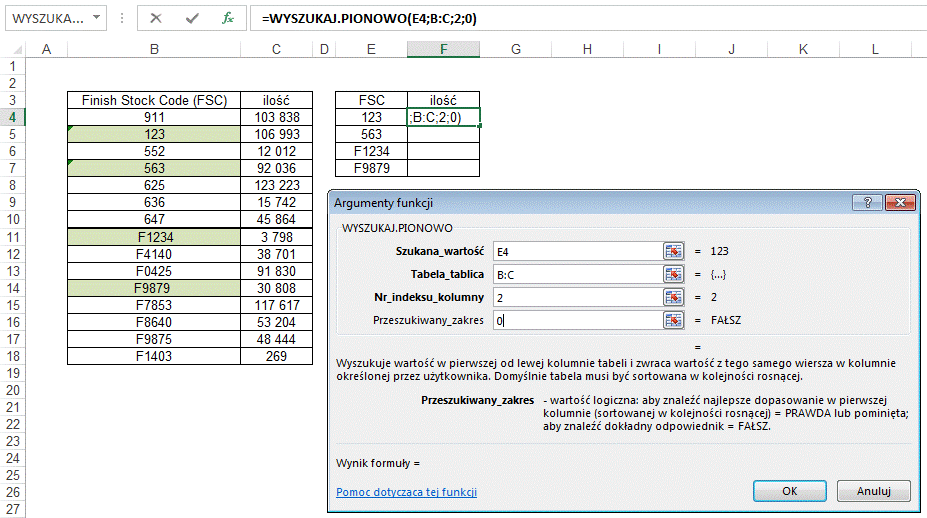 WYSZUKA... fx =WYSZUKAJ.PIONOWO(E4;B:C;2;0)
A B C D E F G H I J K L
1
2
3 Finish Stock Code (FSC) ilość FSC ilość
4 911 103 838 123 ;B:C;2;0)
5 123 106 993 563
6 552 12 012 F1234
7 563 92 036 F9879
8 625 123 223
9 636 15 742
10 647 45 864
11 F1234 3 798
12 F4140 38 701
13 F0425 91 830
14 F9879 30 808
15 F7853 117 617
16 F8640 53 204
17 F9875 48 444
18 F1403 269
19
20
21
22
23
24
25
26
27
Argumenty funkcji ?
WYSZUKAJ.PIONOWO
Szukana_wartość E4 = 123
Tabela_tablica B:C = {...}
Nr_indeksu_kolumny 2 = 2
Przeszukiwany_zakres 0 = FAŁSZ
=
Wyszukuje wartość w pierwszej od lewej kolumnie tabeli i zwraca wartość z tego samego wiersza w kolumnie
określonej przez użytkownika. Domyślnie tabela musi być sortowana w kolejności rosnącej.
Przeszukiwany_zakres - wartość logiczna: aby znaleźć najlepsze dopasowanie w pierwszej
kolumnie (sortowanej w kolejności rosnącej) = PRAWDA lub pominięta;
aby znaleźć dokładny odpowiednik = FAŁSZ.
Wynik formuły =
Pomoc dotycząca tej funkcji
OK Anuluj